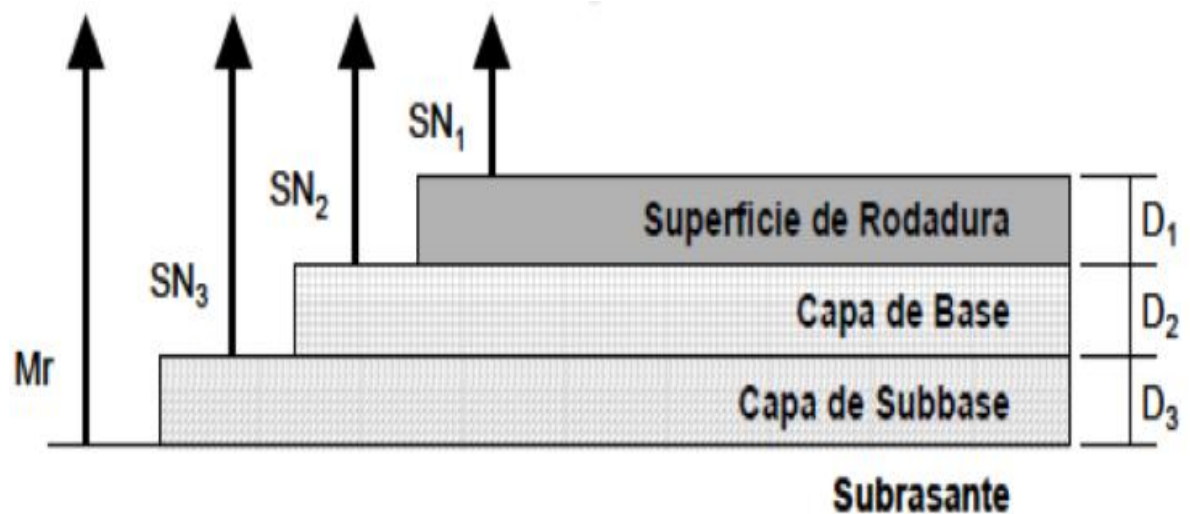 SN₁
Superficie de Rodadura
D₁
SN₂
SN₃
Capa de Base
D₂
Mr
Capa de Subbase
D₃
Subrasante